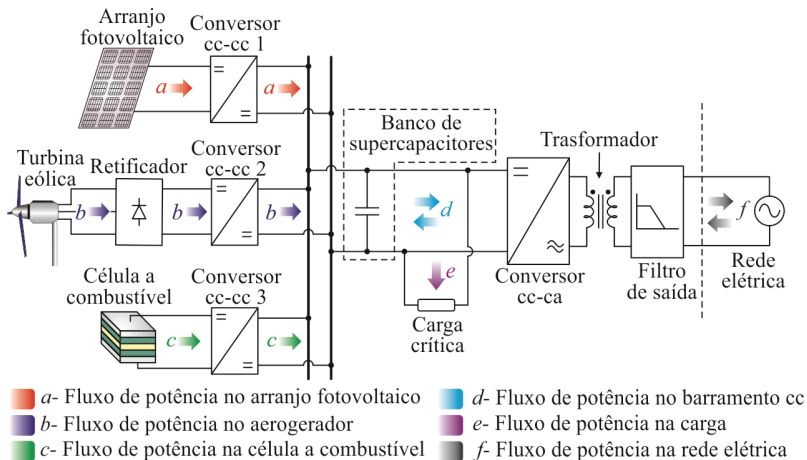 Arranjo
fotovoltaico
Conversor
cc-cc 1
a
a
Banco de
supercapacitores
Trasformador
Turbina
eólica
Retificador
Conversor
cc-cc 2
b
b
b
d
f
e
Célula a
combustível
Conversor
cc-cc 3
c
c
Carga
crítica
Conversor
cc-ca
Filtro
de saída
Rede
elétrica
a- Fluxo de potência no arranjo fotovoltaico
b- Fluxo de potência no aerogerador
c- Fluxo de potência na célula a combustível
d- Fluxo de potência no barramento cc
e- Fluxo de potência na carga
f- Fluxo de potência na rede elétrica